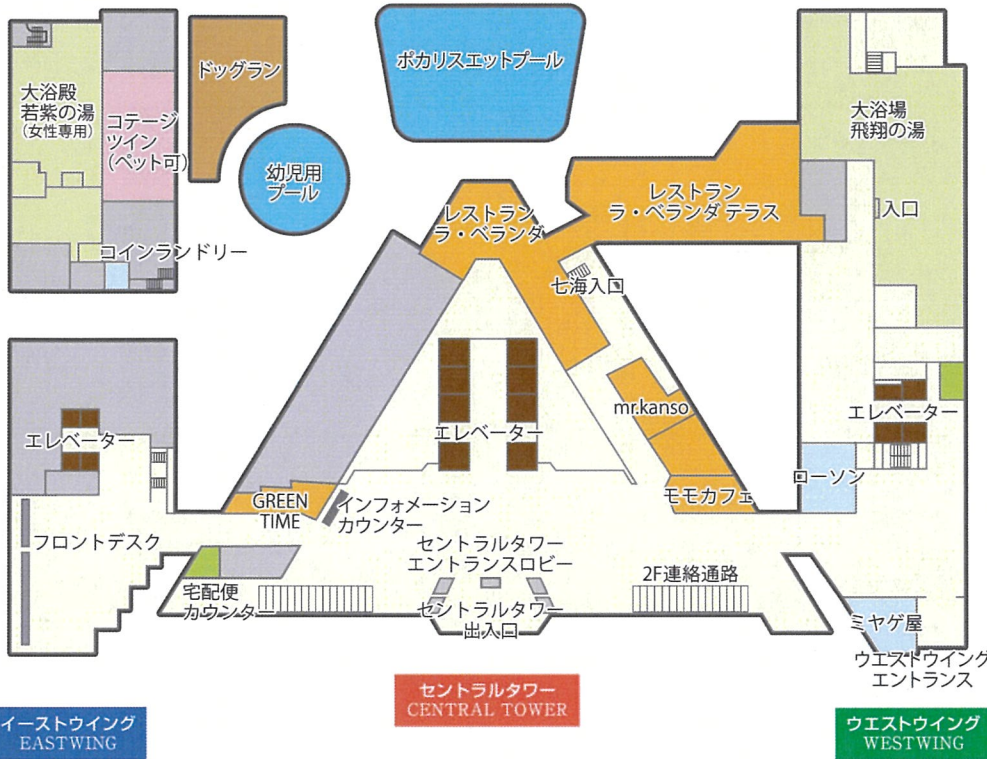 ドッグラン
ポカリスエットプール
大浴殿
若紫の湯
(女性専用)
コテージ
ツイン
(ペット可)
大浴場
飛翔の湯
幼児用
プール
レストラン
ラ・ベランダ テラス
入口
レストラン
ラ・ベランダ
コインランドリー
七海入口
mr.kanso
エレベーター
エレベーター
エレベーター
ローソン
モモカフェ
GREEN
TIME
インフォメーション
カウンター
フロントデスク
セントラルタワー
エントランスロビー
2F連絡通路
宅配便
カウンター
セントラルタワー
出入口
ミヤゲ屋
ウエストウイング
エントランス
セントラルタワー
CENTRAL TOWER
イーストウイング
EASTWING
ウエストウイング
WESTWING